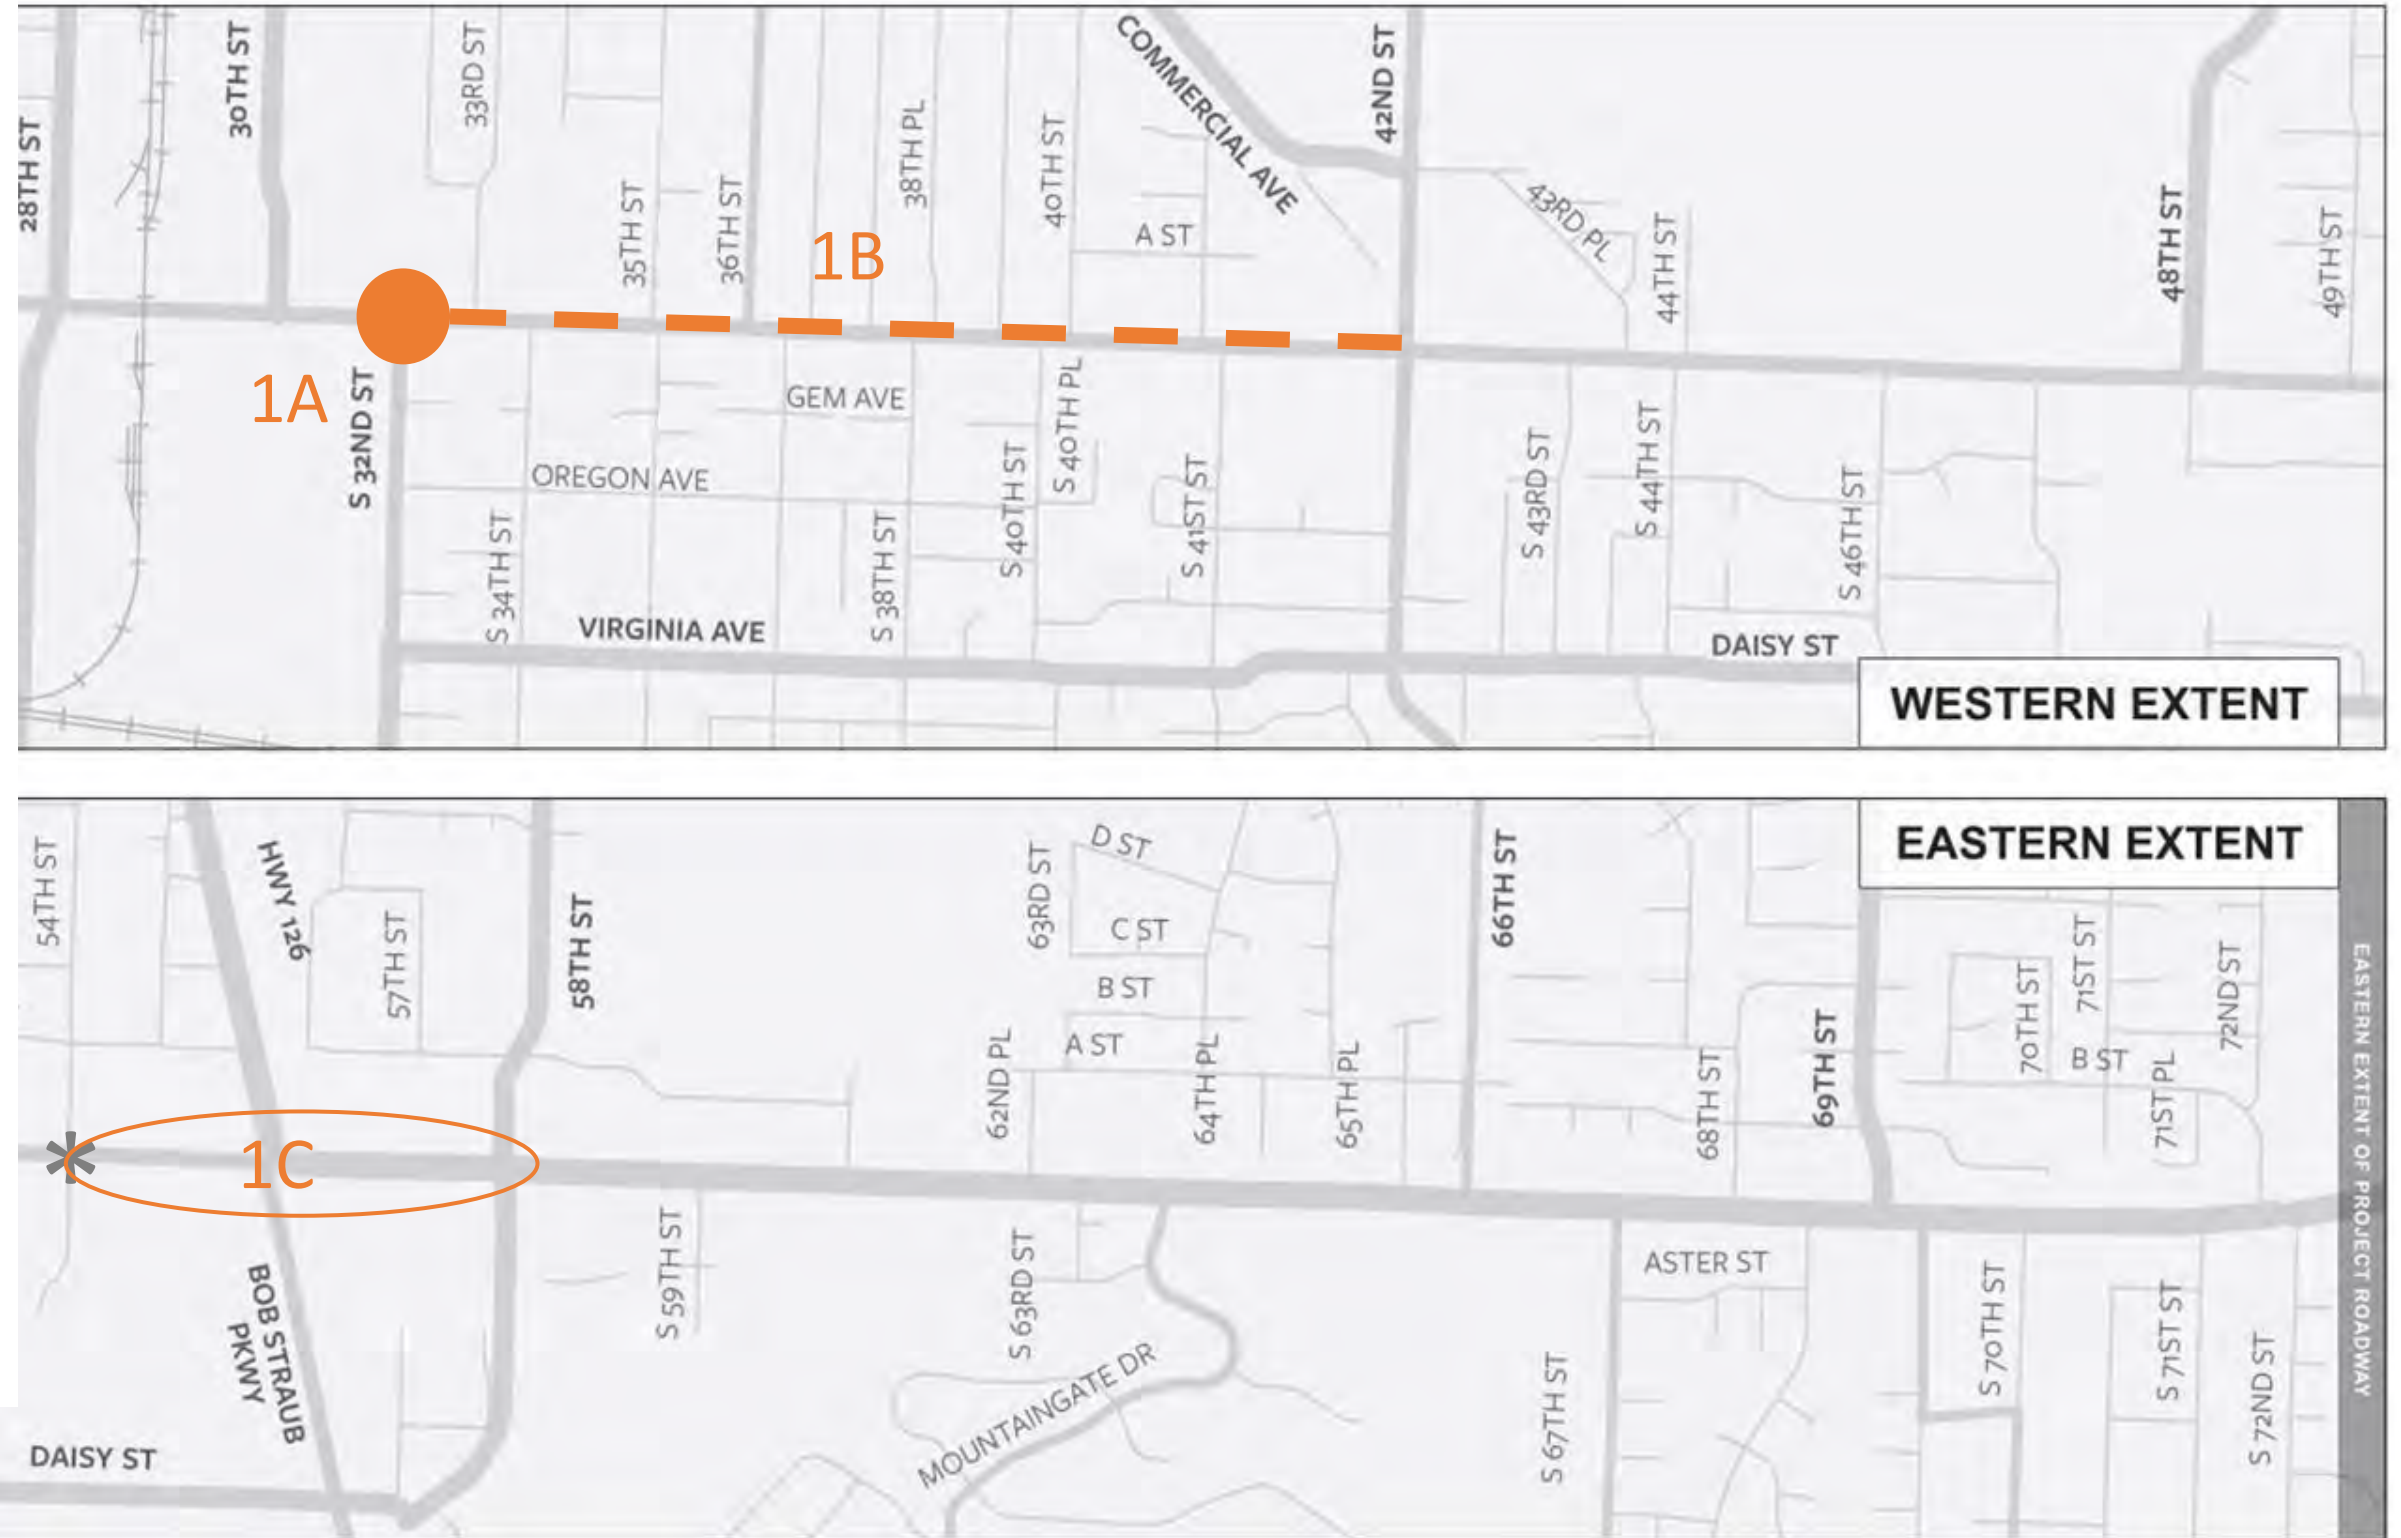 28TH ST
30TH ST
33RD ST
35TH ST
36TH ST
38TH PL
40TH ST
A ST
COMMERCIAL AVE
42ND ST
43RD PL
44TH ST
48TH ST
49TH ST
1B
1A
S 32ND ST
GEM AVE
OREGON AVE
S 34TH ST
VIRGINIA AVE
S 38TH ST
S 40TH ST
S 40TH PL
S 41ST ST
S 43RD ST
S 44TH ST
S 46TH ST
DAISY ST
WESTERN EXTENT
EASTERN EXTENT
54TH ST
HWY 126
57TH ST
58TH ST
63RD ST
D ST
C ST
B ST
A ST
62ND PL
64TH PL
65TH PL
66TH ST
68TH ST
69TH ST
70TH ST
71ST ST
B ST
71ST PL
72ND ST
EASTERN EXTENT OF PROJECT ROADWAY
*
1C
BOB STRAUB
PKWY
DAISY ST
S 59TH ST
S 63RD ST
MOUNTAINGATE DR
S 67TH ST
ASTER ST
S 70TH ST
S 71ST ST
S 72ND ST